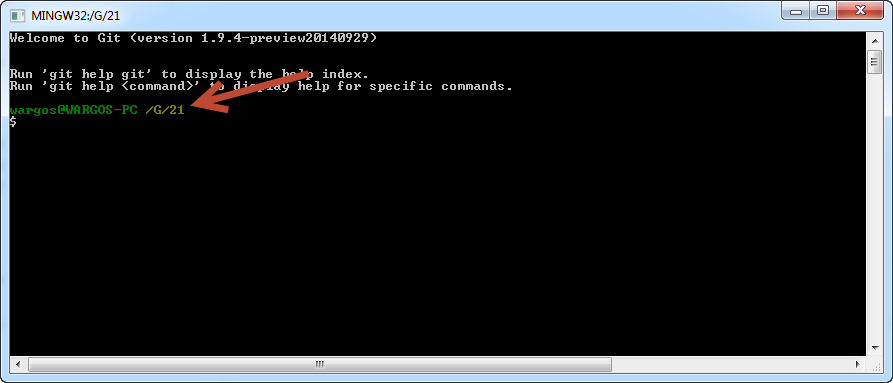 MINGW32:/G/21
Welcome to Git (version 1.9.4-preview20140929)
Run 'git help git' to display the help index.
Run 'git help <command>' to display help for specific commands.
wargos@WARGOS-PC /G/21
$